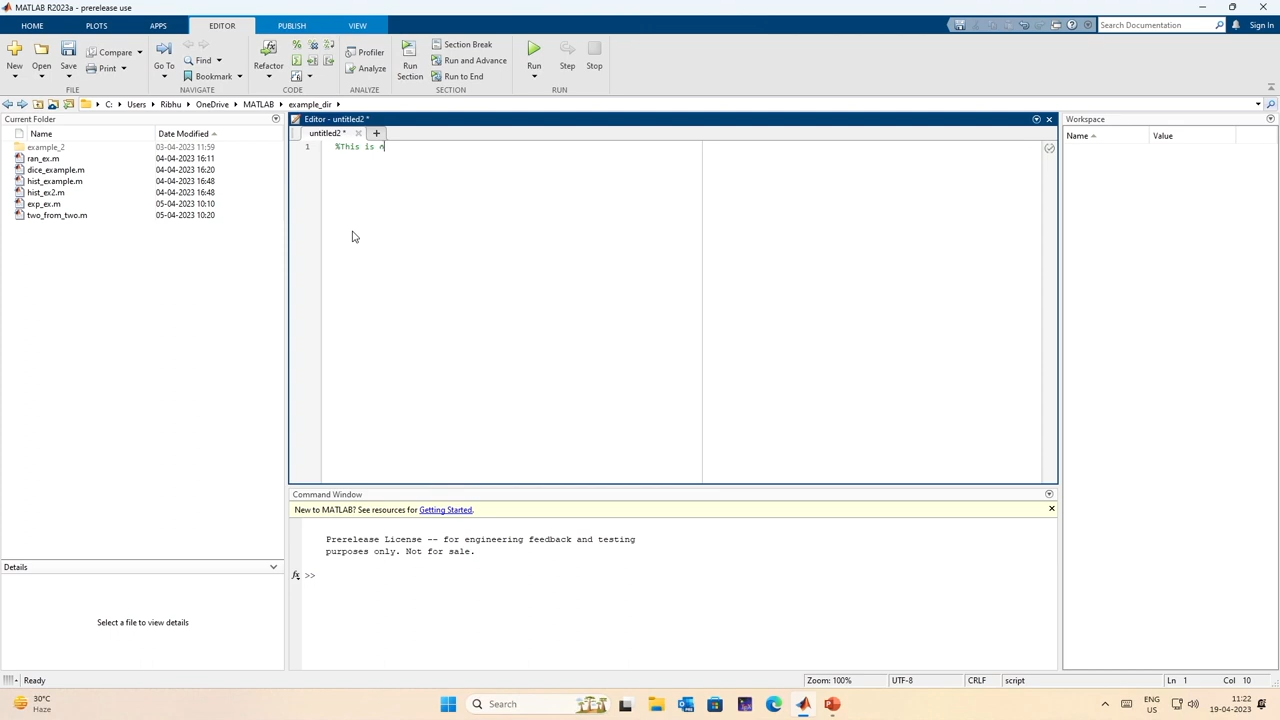 MATLAB R2023a - prerelease use
HOME PLOTS APPS EDITOR PUBLISH VIEW
Search Documentation
Sign In
New Open Save
Compare
Print
FILE
Go To
Find
Bookmark
NAVIGATE
Refactor
CODE
Profiler
Analyze
ANALYZE
Run Section
Section Break
Run and Advance
Run to End
SECTION
Run Step Stop
RUN
C: Users Ribhu OneDrive MATLAB example_dir
Current Folder
Name Date Modified
example_2 03-04-2023 11:59
ran_ex.m 04-04-2023 16:11
dice_example.m 04-04-2023 16:20
hist_example.m 04-04-2023 16:48
hist_ex2.m 04-04-2023 16:48
exp_ex.m 05-04-2023 10:10
two_from_two.m 05-04-2023 10:20
Details
Select a file to view details
Editor - untitled2 *
untitled2 *
1 %This is
Command Window
New to MATLAB? See resources for Getting Started.
Prerelease License -- for engineering feedback and testing
purposes only. Not for sale.
fx >>
Workspace
Name Value
Ready
Zoom: 100% UTF-8 CRLF script Ln 1 Col 10
30°C
Haze
Search
ENG
US
11:22
19-04-2023